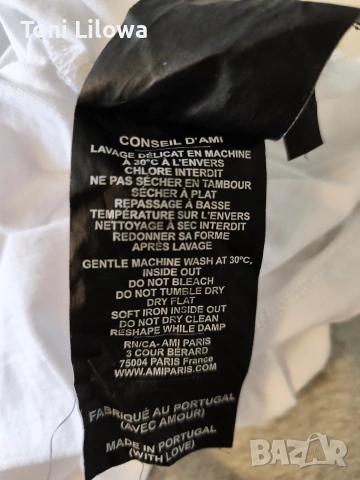 Toni Lilowa
CONSEIL D'AMI
LAVAGE DÉLICAT EN MACHINE
À 30°C À L'ENVERS
CHLORE INTERDIT
NE PAS SÉCHER EN TAMBOUR
SÉCHER À PLAT
REPASSAGE À BASSE
TEMPÉRATURE SUR L'ENVERS
NETTOYAGE À SEC INTERDIT
REDONNER SA FORME
APRÈS LAVAGE
GENTLE MACHINE WASH AT 30°C,
INSIDE OUT
DO NOT BLEACH
DO NOT TUMBLE DRY
DRY FLAT
SOFT IRON INSIDE OUT
DO NOT DRY CLEAN
RESHAPE WHILE DAMP
RN/CA- AMI PARIS
3 COUR BÉRARD
75004 PARIS France
WWW.AMIPARIS.COM
FABRIQUÉ AU PORTUGAL
(AVEC AMOUR)
MADE IN PORTUGAL
(WITH LOVE)
BAZAR